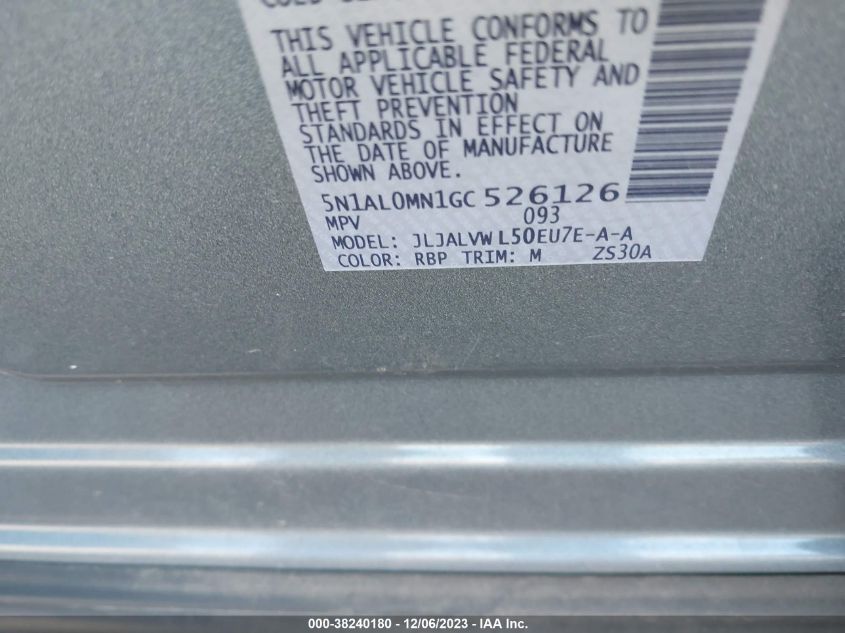 THIS VEHICLE CONFORMS TO
ALL APPLICABLE FEDERAL
MOTOR VEHICLE SAFETY AND
THEFT PREVENTION
STANDARDS IN EFFECT ON
THE DATE OF MANUFACTURE
SHOWN ABOVE.
5N1AL0MN1GC 526126
MPV 093
MODEL: JLJALVW L50EU7E-A-A
COLOR: RBP TRIM: M ZS30A
000-38240180 - 12/06/2023 - IAA Inc.